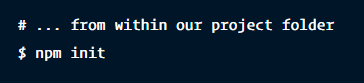 # ... from within our project folder
$ npm init